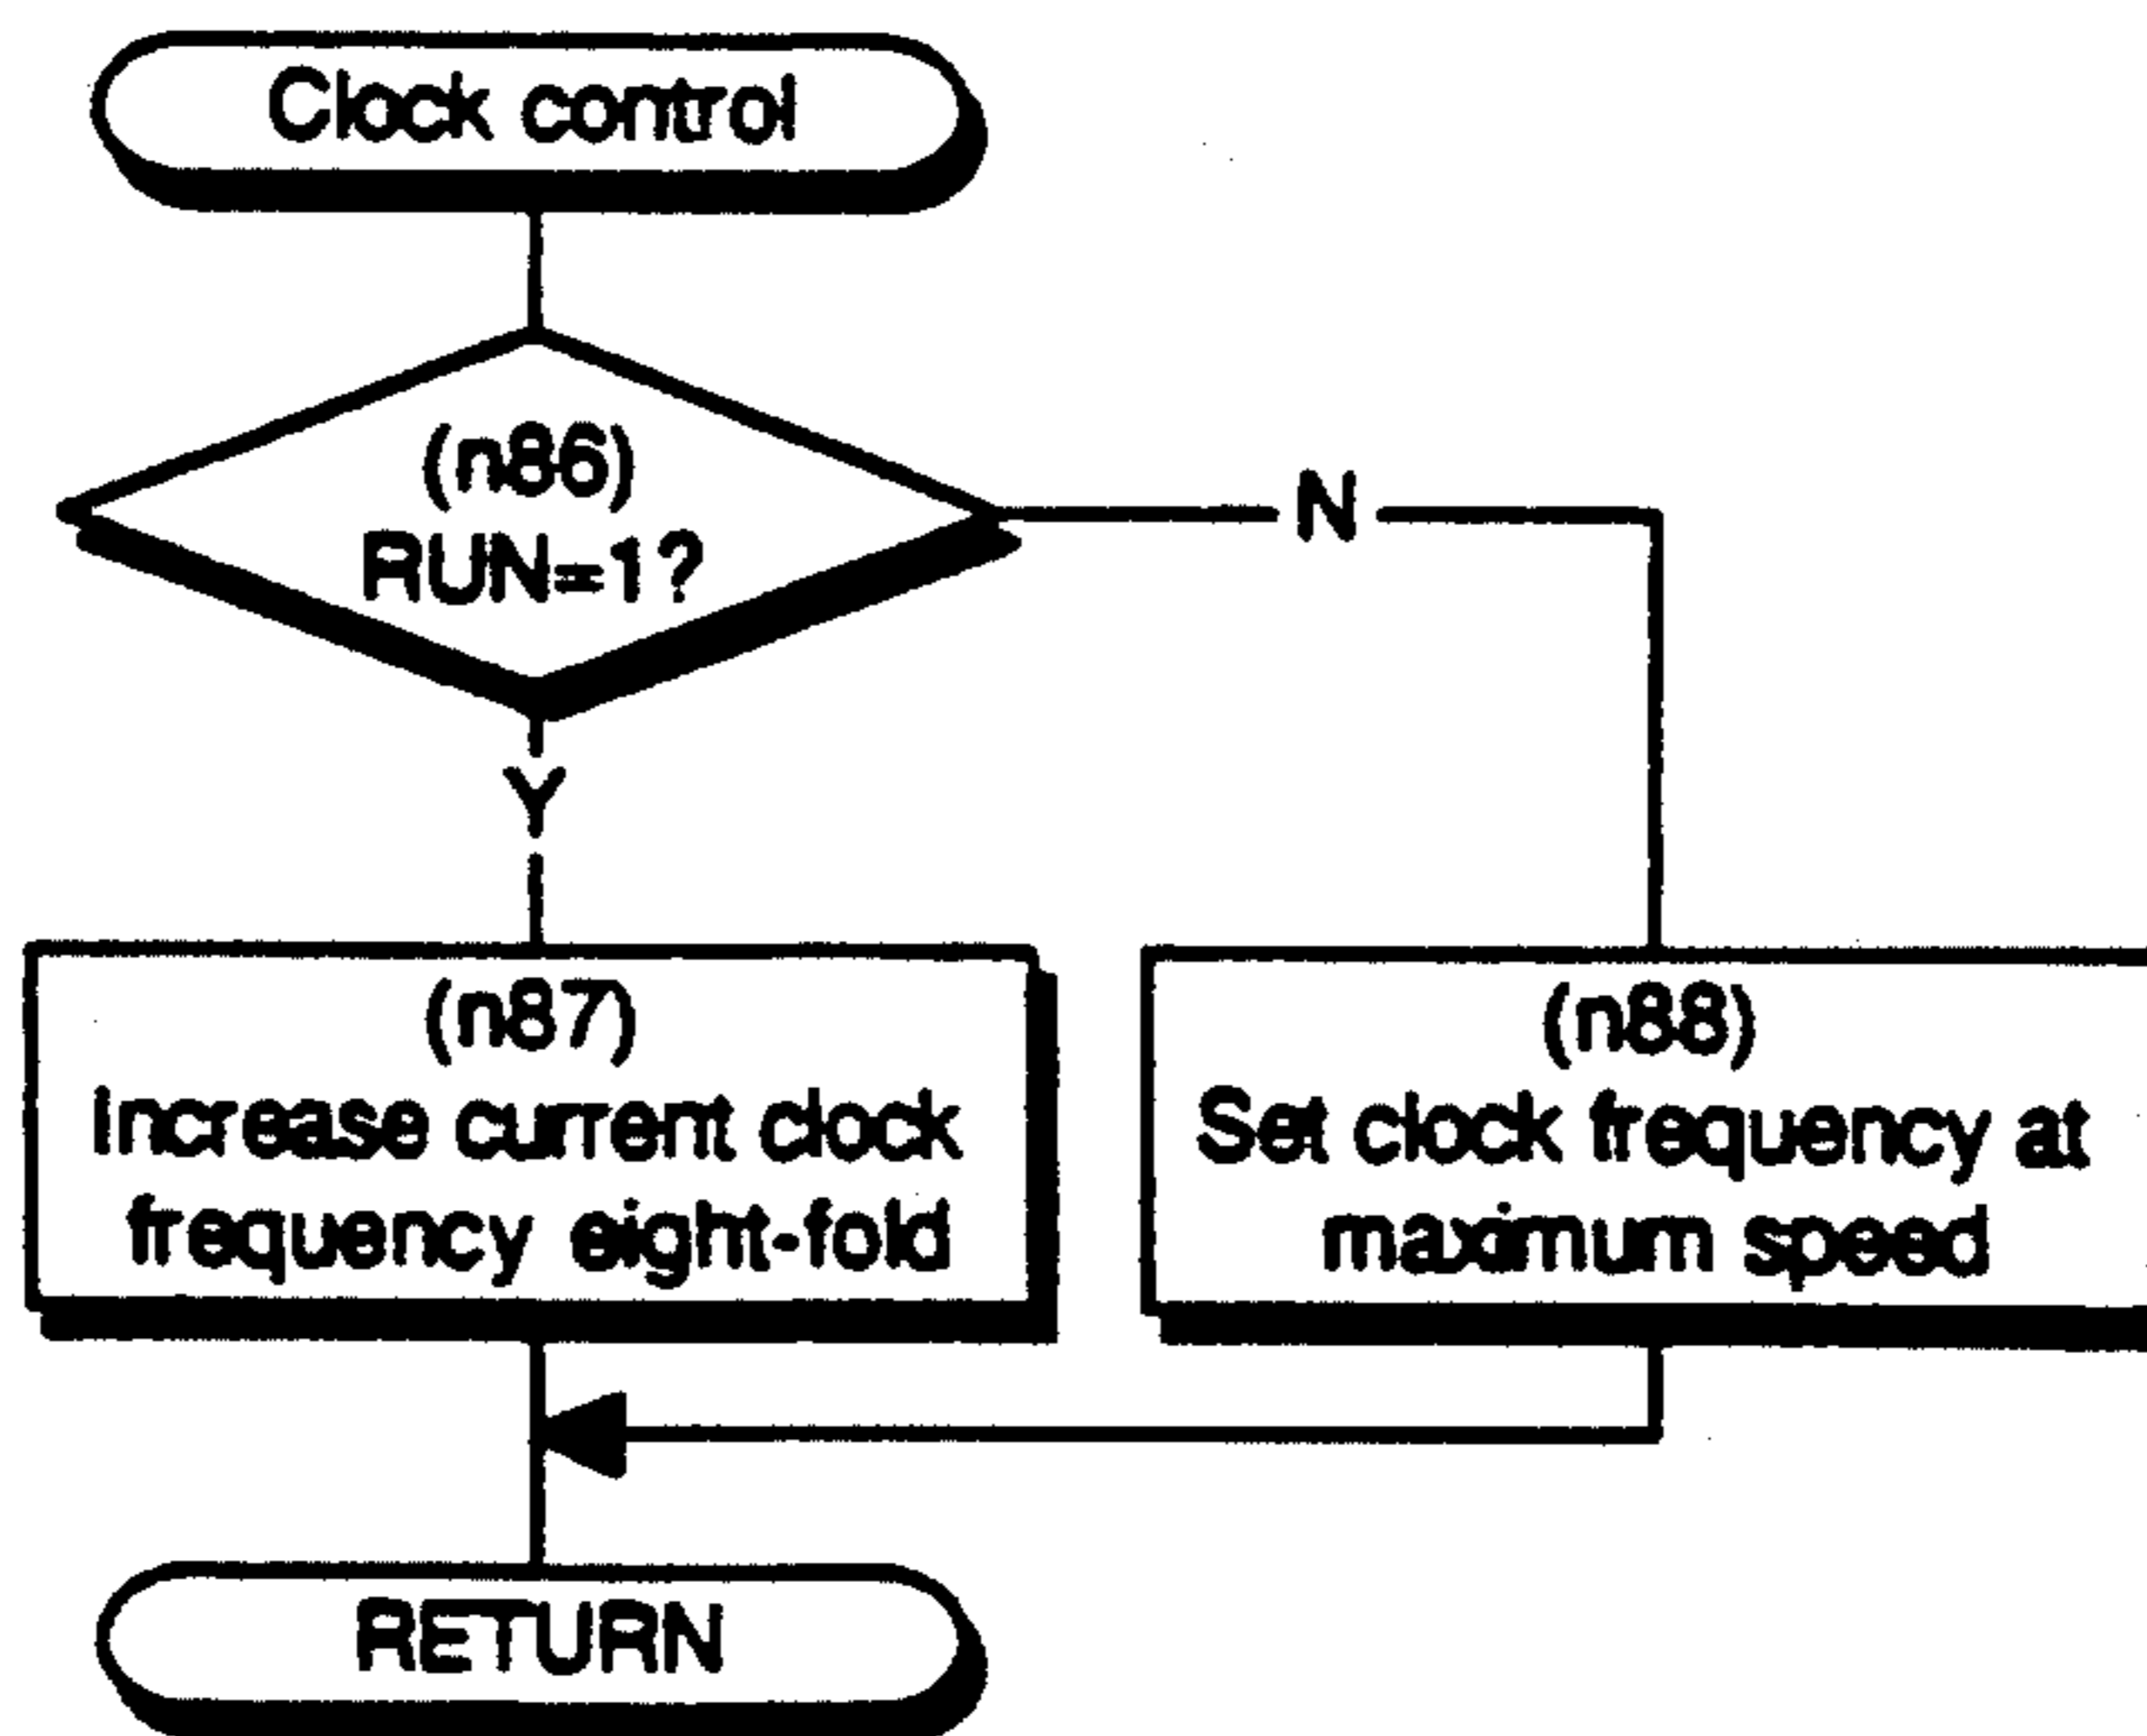 Clock control
(n86)
RUN=1?
N
Y
(n87)
Increase current clock
frequency eight-fold
(n88)
Set clock frequency at
maximum speed
RETURN